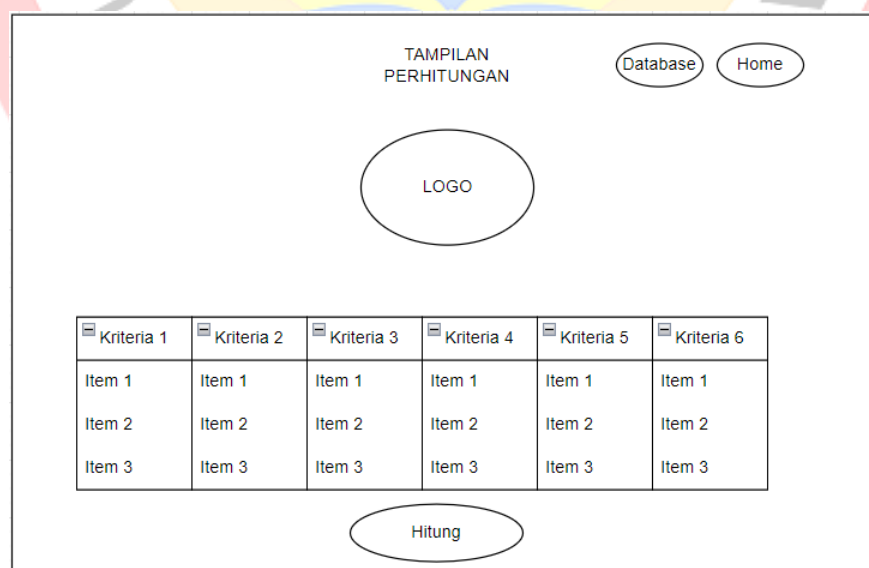 TAMPILAN
PERHITUNGAN
Database
Home
LOGO
Kriteria 1 Kriteria 2 Kriteria 3 Kriteria 4 Kriteria 5 Kriteria 6
Item 1 Item 1 Item 1 Item 1 Item 1 Item 1
Item 2 Item 2 Item 2 Item 2 Item 2 Item 2
Item 3 Item 3 Item 3 Item 3 Item 3 Item 3
Hitung